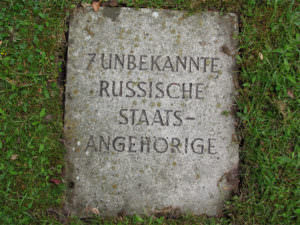 7 UNBEKANNTE
RUSSISCHE
STAATS-
ANGEHÖRIGE